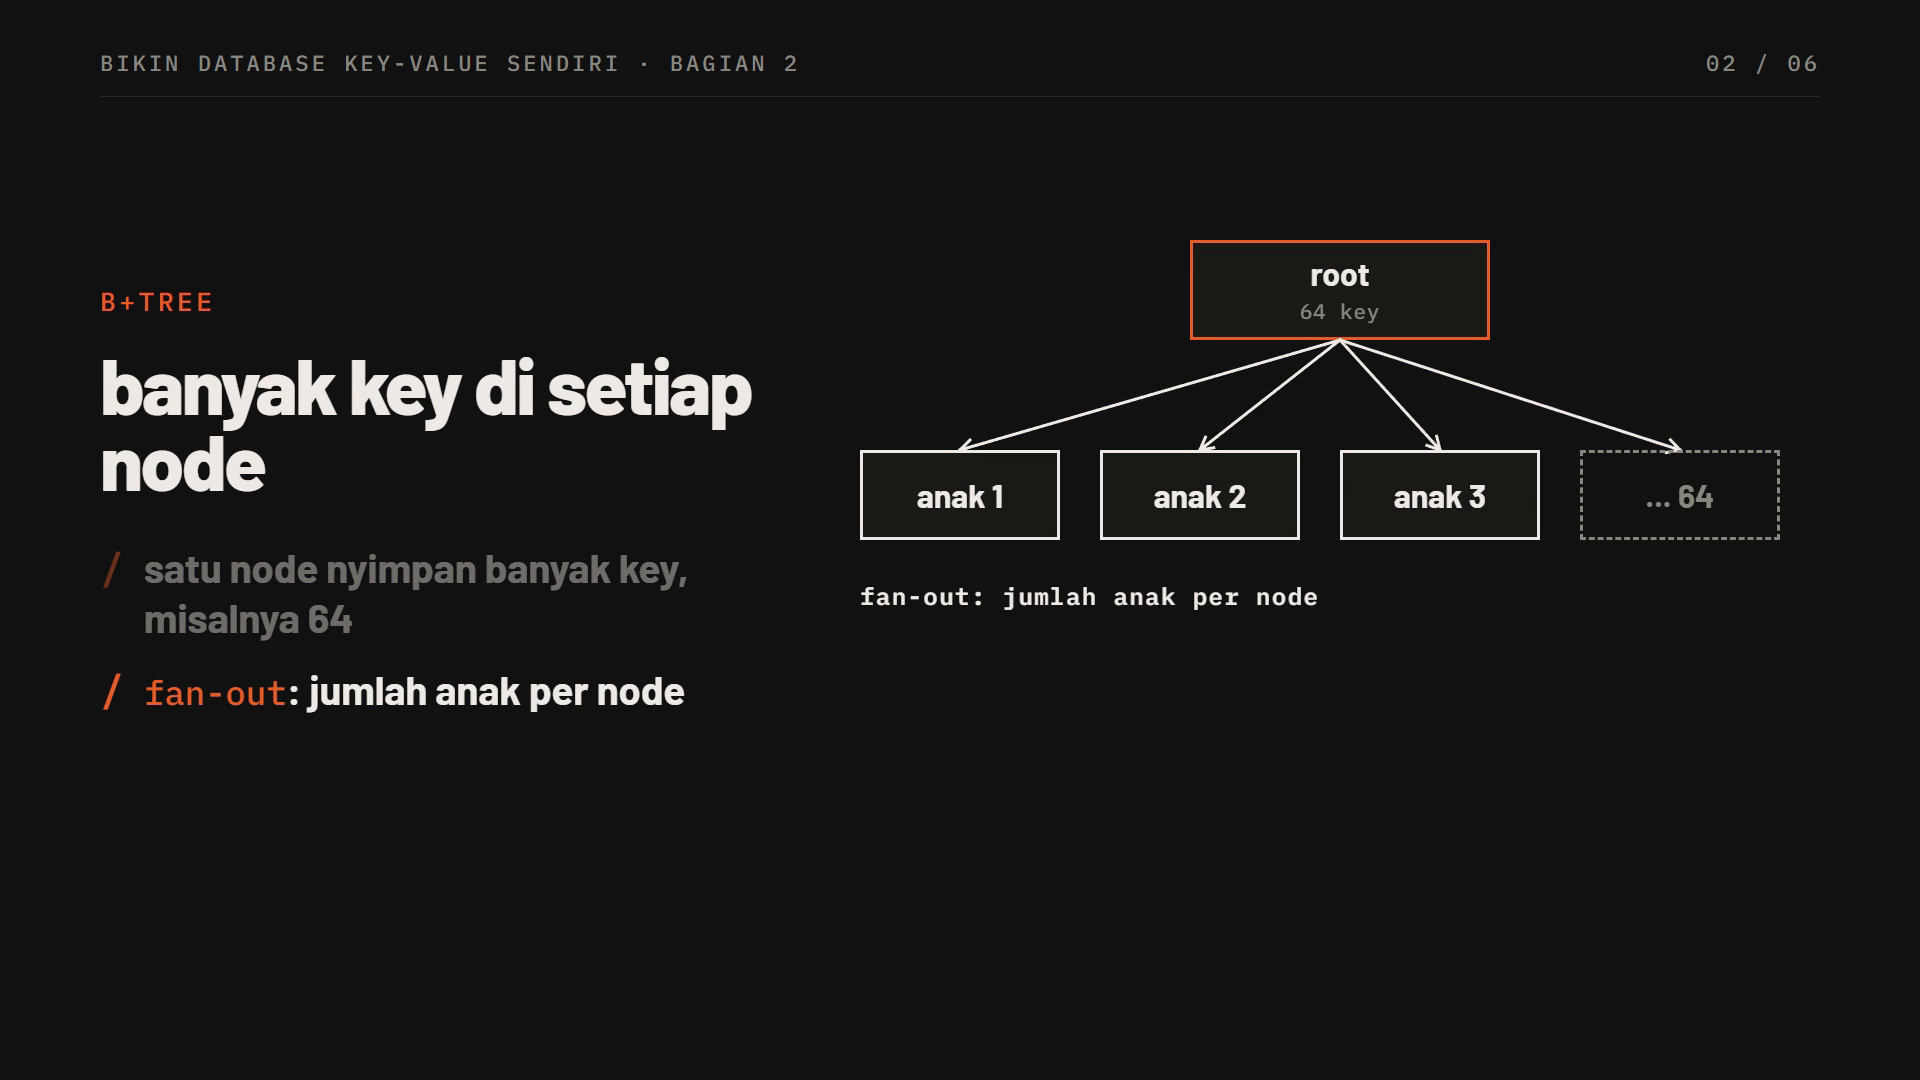 BIKIN DATABASE KEY-VALUE SENDIRI · BAGIAN 2
02 / 06
B+TREE
banyak key di setiap
node
/ satu node nyimpan banyak key,
misalnya 64
/ fan-out: jumlah anak per node
root
64 key
anak 1
anak 2
anak 3
... 64
fan-out: jumlah anak per node